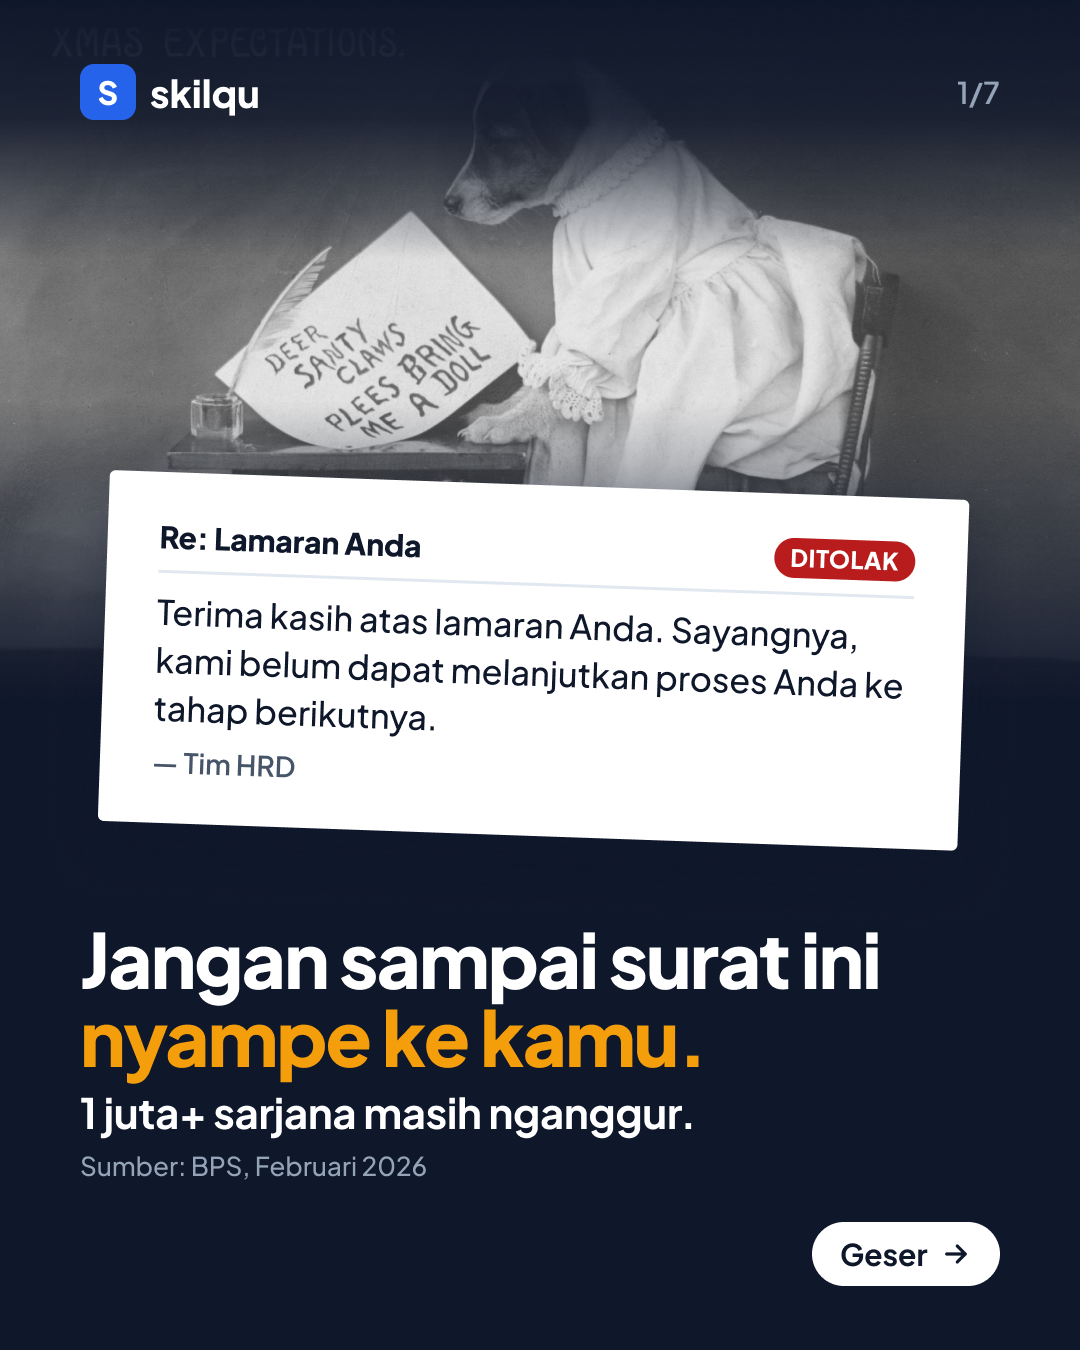 XMAS EXPECTATIONS.
S skilqu
1/7
DEER
SANTY
CLAWS
PLEES BRING
ME A DOLL
Re: Lamaran Anda
DITOLAK
Terima kasih atas lamaran Anda. Sayangnya,
kami belum dapat melanjutkan proses Anda ke
tahap berikutnya.
— Tim HRD
Jangan sampai surat ini
nyampe ke kamu.
1 juta+ sarjana masih nganggur.
Sumber: BPS, Februari 2026
Geser →